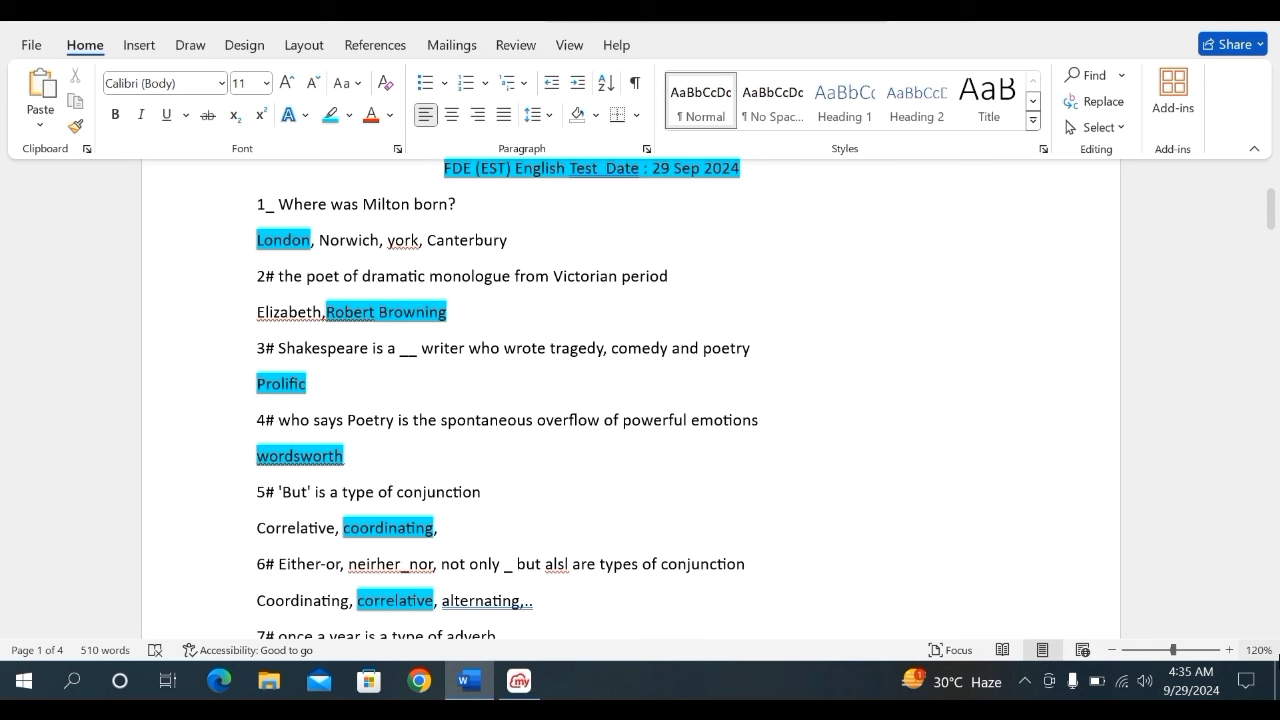 File Home Insert Draw Design Layout References Mailings Review View Help Share
Calibri (Body) 11
Paste
AaBbCcDc AaBbCcDc AaBbC AaBbCcD AaB
¶ Normal ¶ No Spac... Heading 1 Heading 2 Title
Find
Replace
Select
Add-ins
Clipboard Font Paragraph Styles Editing Add-ins
FDE (EST) English Test Date : 29 Sep 2024
1_ Where was Milton born?
London, Norwich, york, Canterbury
2# the poet of dramatic monologue from Victorian period
Elizabeth,Robert Browning
3# Shakespeare is a __ writer who wrote tragedy, comedy and poetry
Prolific
4# who says Poetry is the spontaneous overflow of powerful emotions
wordsworth
5# 'But' is a type of conjunction
Correlative, coordinating,
6# Either-or, neirher_nor, not only _ but alsl are types of conjunction
Coordinating, correlative, alternating,..
7# once a year is a type of adverb
Page 1 of 4 510 words Accessibility: Good to go Focus 120%
30°C Haze
4:35 AM
9/29/2024